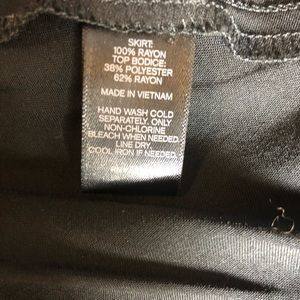 SKIRT:
100% RAYON
TOP BODICE:
38% POLYESTER
62% RAYON
MADE IN VIETNAM
HAND WASH COLD
SEPARATELY. ONLY
NON-CHLORINE
BLEACH WHEN NEEDED.
LINE DRY.
COOL IRON IF NEEDED.